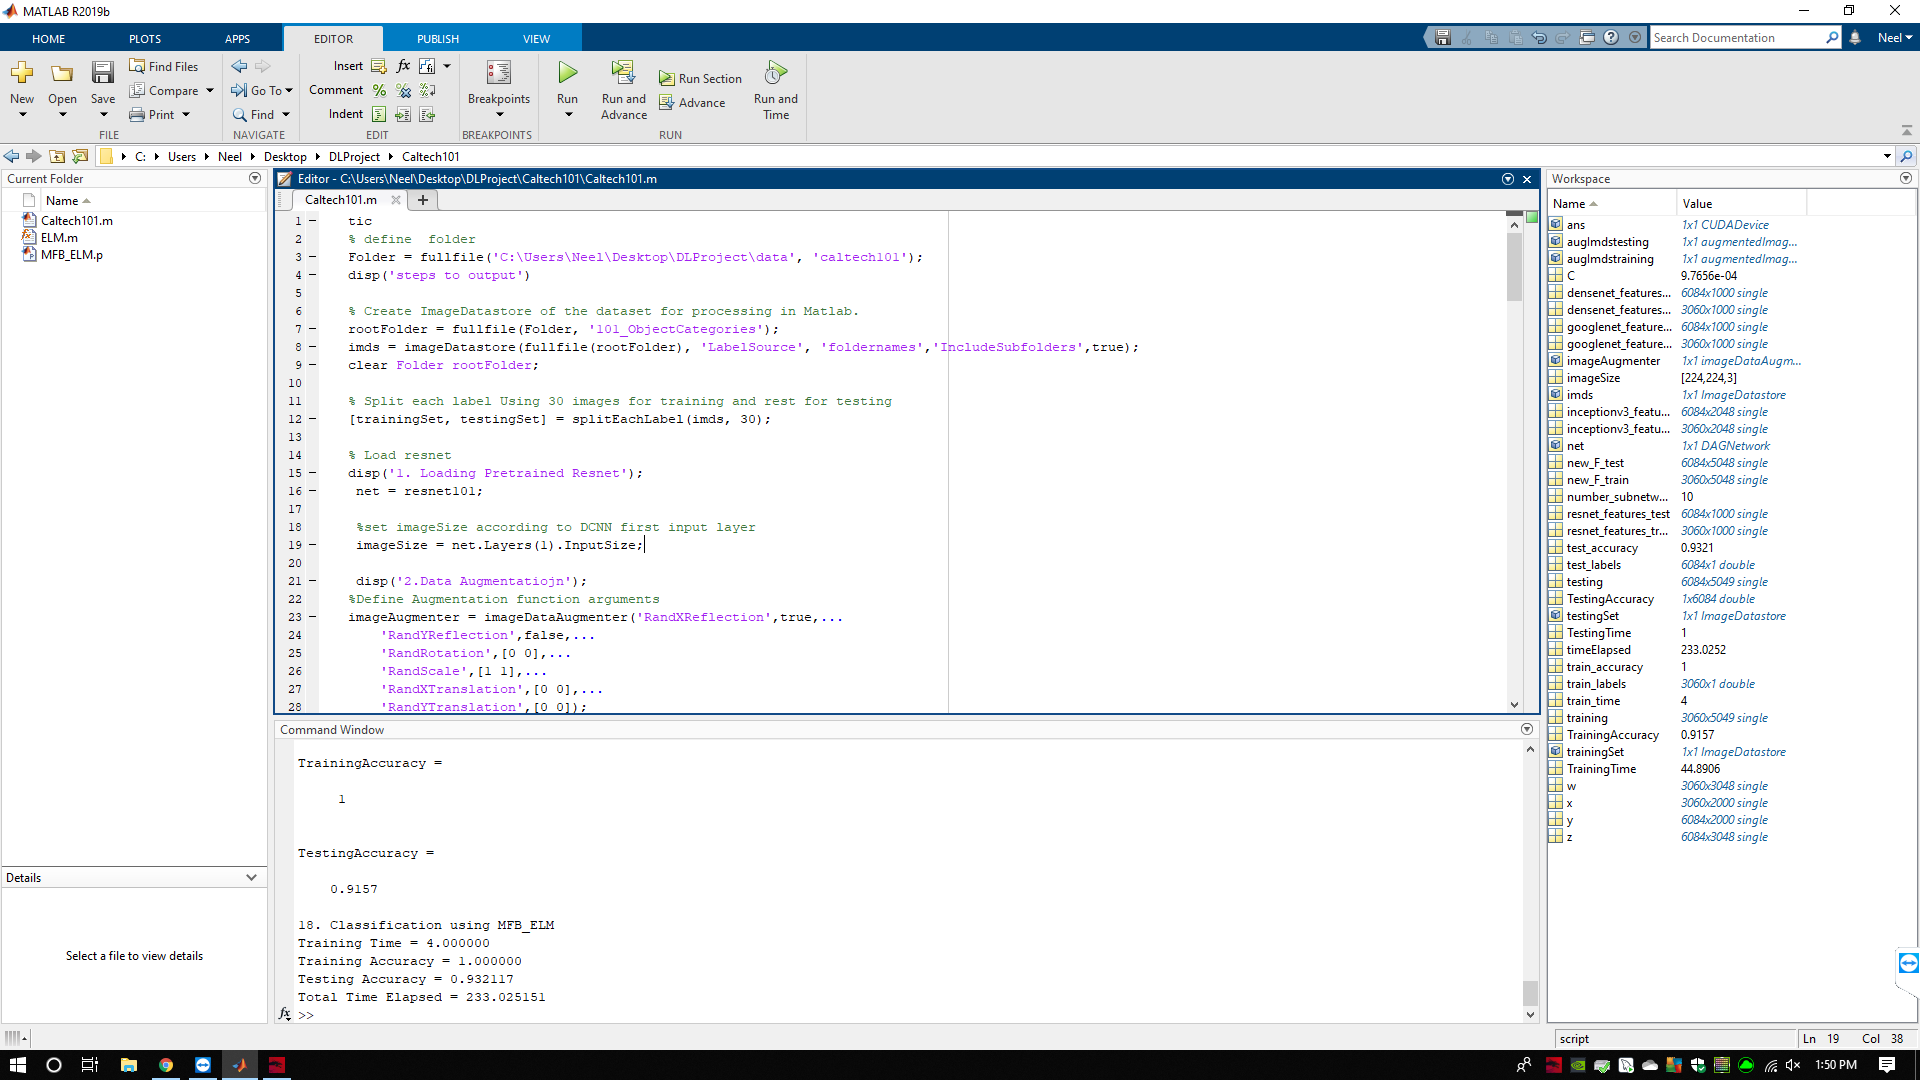 MATLAB R2019b
HOME PLOTS APPS EDITOR PUBLISH VIEW
Search Documentation
Neel
New
Open
Save
Find Files
Compare
Print
FILE
Go To
Find
NAVIGATE
Insert
fx
Comment
Indent
EDIT
Breakpoints
BREAKPOINTS
Run
Run and Advance
Run Section
Advance
Run and Time
RUN
C: Users Neel Desktop DLProject Caltech101
Current Folder
Name
Caltech101.m
ELM.m
MFB_ELM.p
Details
Select a file to view details
Editor - C:\Users\Neel\Desktop\DLProject\Caltech101\Caltech101.m
Caltech101.m
1 tic
2 % define  folder
3 Folder = fullfile('C:\Users\Neel\Desktop\DLProject\data', 'caltech101');
4 disp('steps to output')
5
6 % Create ImageDatastore of the dataset for processing in Matlab.
7 rootFolder = fullfile(Folder, '101_ObjectCategories');
8 imds = imageDatastore(fullfile(rootFolder), 'LabelSource', 'foldernames','IncludeSubfolders',true);
9 clear Folder rootFolder;
10
11 % Split each label Using 30 images for training and rest for testing
12 [trainingSet, testingSet] = splitEachLabel(imds, 30);
13
14 % Load resnet
15 disp('1. Loading Pretrained Resnet');
16 net = resnet101;
17
18 %set imageSize according to DCNN first input layer
19 imageSize = net.Layers(1).InputSize;
20
21 disp('2.Data Augmentatiojn');
22 %Define Augmentation function arguments
23 imageAugmenter = imageDataAugmenter('RandXReflection',true,...
24 'RandYReflection',false,...
25 'RandRotation',[0 0],...
26 'RandScale',[1 1],...
27 'RandXTranslation',[0 0],...
28 'RandYTranslation',[0 0]);
Command Window
TrainingAccuracy =
1
TestingAccuracy =
0.9157
18. Classification using MFB_ELM
Training Time = 4.000000
Training Accuracy = 1.000000
Testing Accuracy = 0.932117
Total Time Elapsed = 233.025151
fx >>
Workspace
Name Value
ans 1x1 CUDADevice
augImdstesting 1x1 augmentedImag...
augImdstraining 1x1 augmentedImag...
C 9.7656e-04
densenet_features... 6084x1000 single
densenet_features... 3060x1000 single
googlenet_feature... 6084x1000 single
googlenet_feature... 3060x1000 single
imageAugmenter 1x1 imageDataAugm...
imageSize [224,224,3]
imds 1x1 ImageDatastore
inceptionv3_featu... 6084x2048 single
inceptionv3_featu... 3060x2048 single
net 1x1 DAGNetwork
new_F_test 6084x5048 single
new_F_train 3060x5048 single
number_subnetw... 10
resnet_features_test 6084x1000 single
resnet_features_tr... 3060x1000 single
test_accuracy 0.9321
test_labels 6084x1 double
testing 6084x5049 single
TestingAccuracy 1x6084 double
testingSet 1x1 ImageDatastore
TestingTime 1
timeElapsed 233.0252
train_accuracy 1
train_labels 3060x1 double
train_time 4
training 3060x5049 single
TrainingAccuracy 0.9157
trainingSet 1x1 ImageDatastore
TrainingTime 44.8906
w 3060x3048 single
x 3060x2000 single
y 6084x2000 single
z 6084x3048 single
script
Ln 19 Col 38
1:50 PM